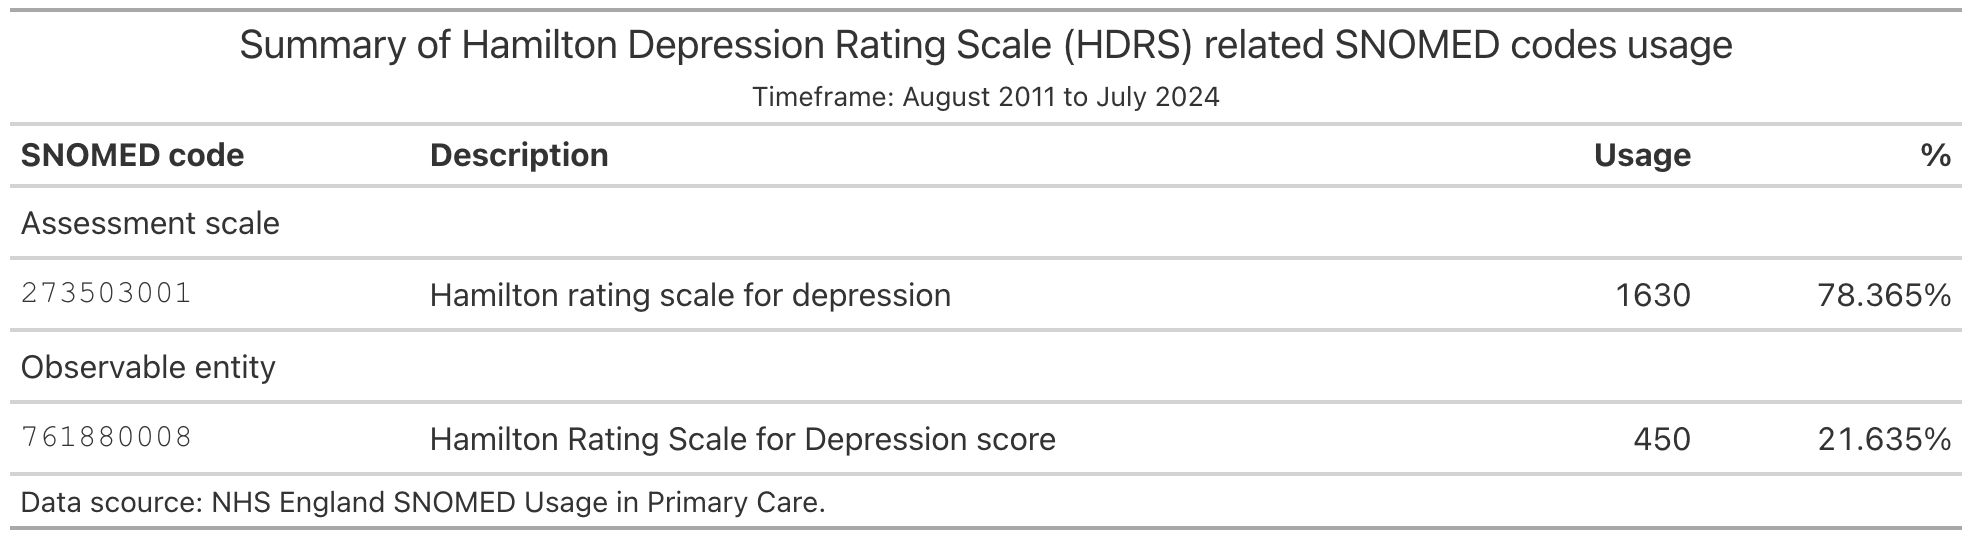 Summary of Hamilton Depression Rating Scale (HDRS) related SNOMED codes usage
Timeframe: August 2011 to July 2024
SNOMED code Description Usage %
Assessment scale
273503001 Hamilton rating scale for depression 1630 78.365%
Observable entity
761880008 Hamilton Rating Scale for Depression score 450 21.635%
Data scource: NHS England SNOMED Usage in Primary Care.